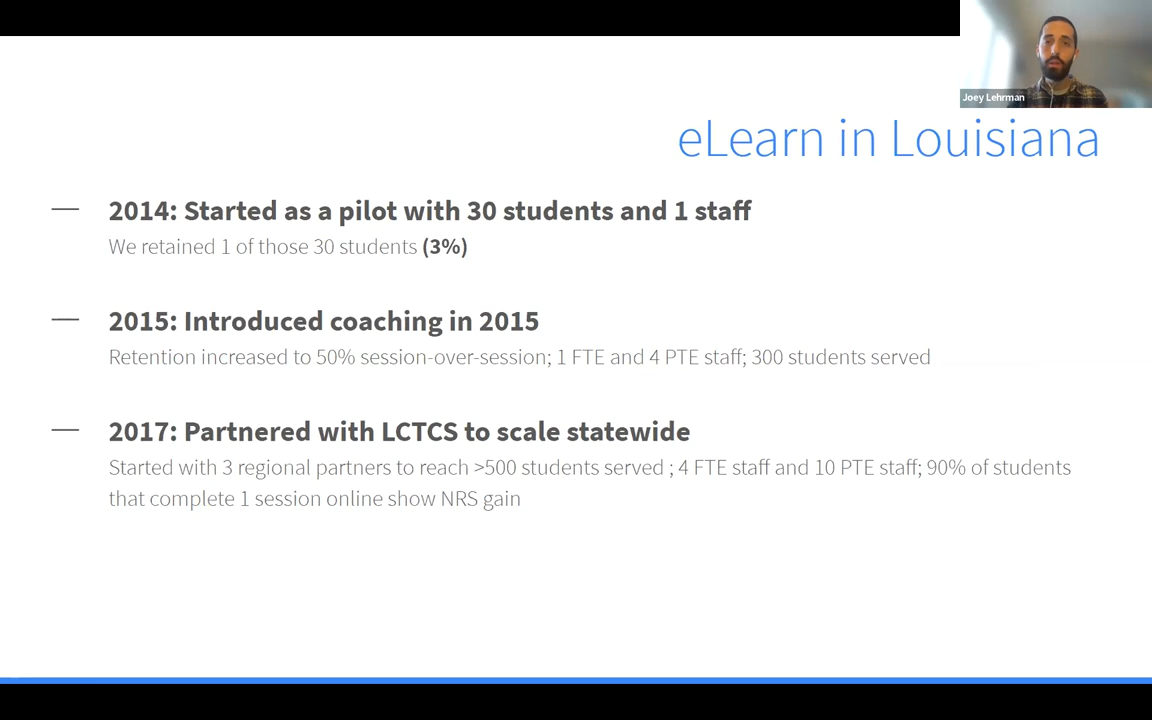 Joey Lehrman
eLearn in Louisiana
2014: Started as a pilot with 30 students and 1 staff
We retained 1 of those 30 students (3%)
2015: Introduced coaching in 2015
Retention increased to 50% session-over-session; 1 FTE and 4 PTE staff; 300 students served
2017: Partnered with LCTCS to scale statewide
Started with 3 regional partners to reach >500 students served ; 4 FTE staff and 10 PTE staff; 90% of students
that complete 1 session online show NRS gain